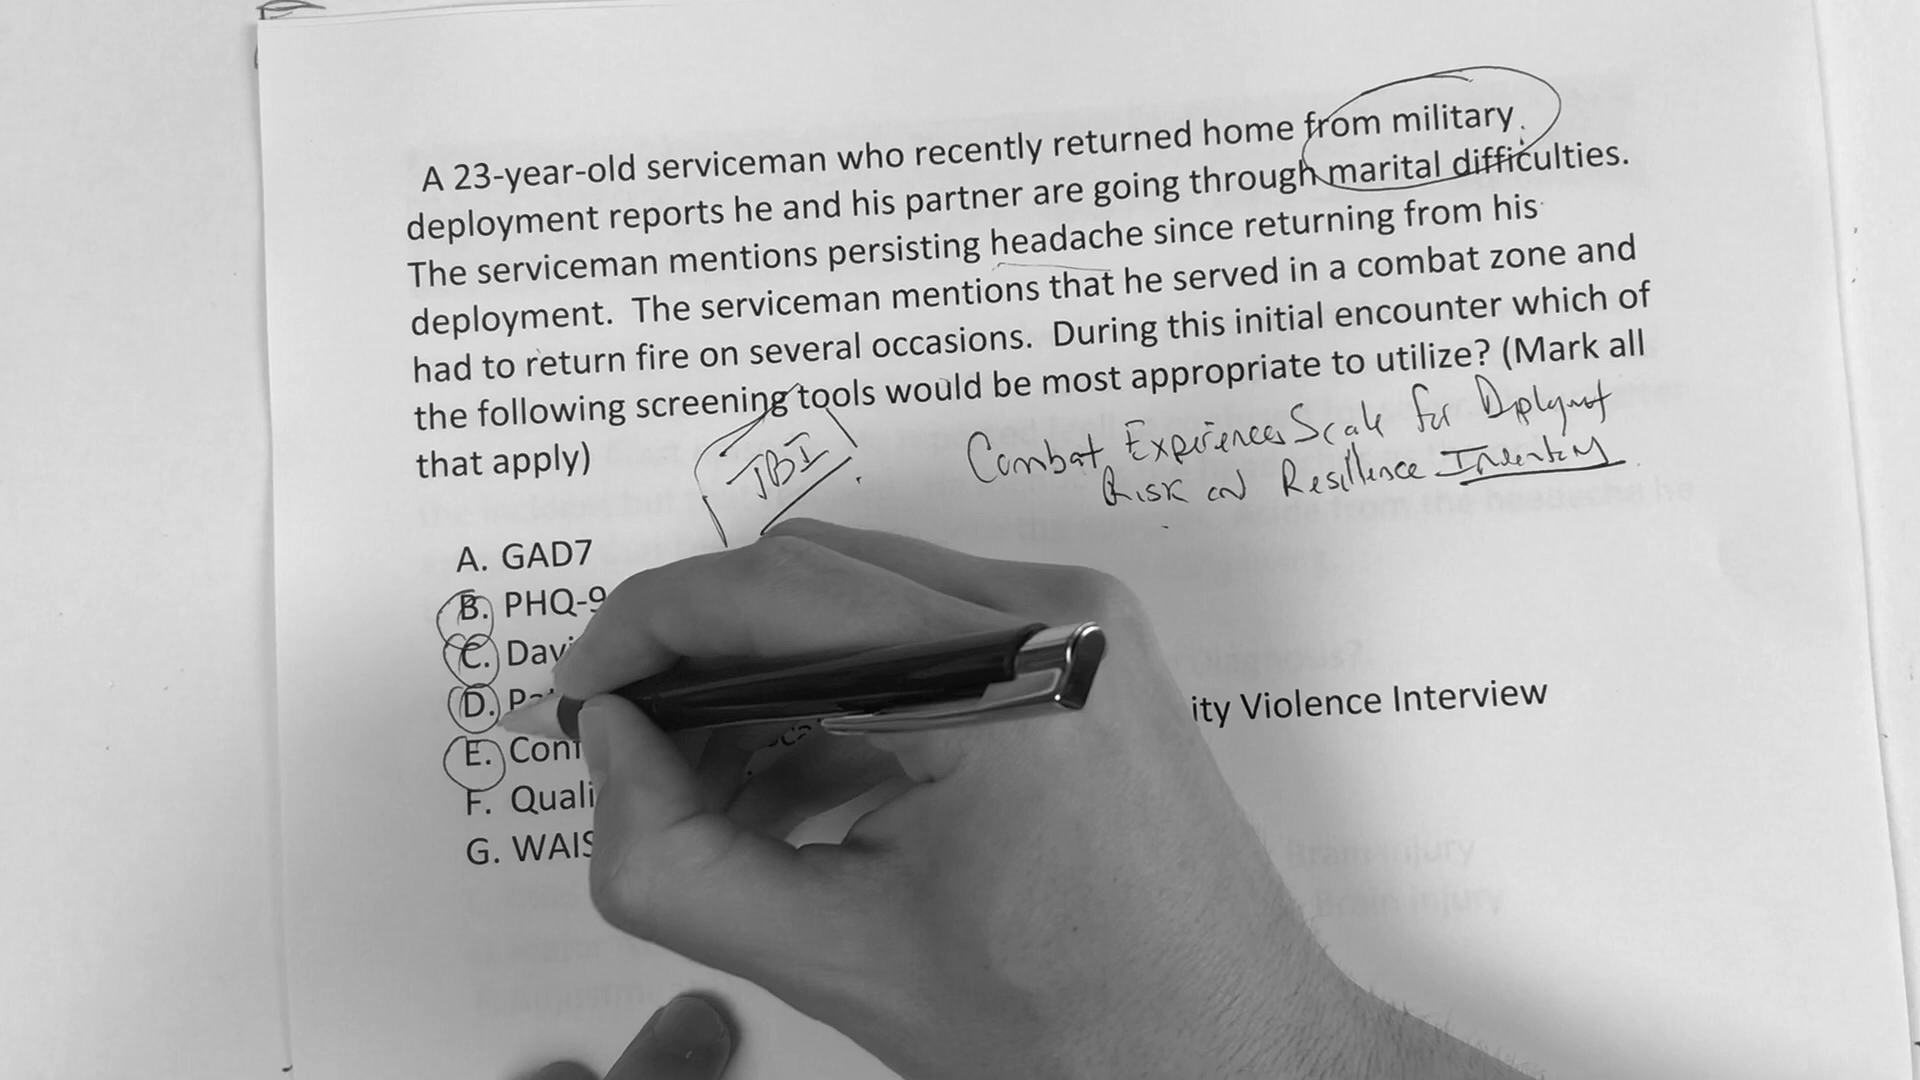 A 23-year-old serviceman who recently returned home from military
deployment reports he and his partner are going through marital difficulties.
The serviceman mentions persisting headache since returning from his
deployment. The serviceman mentions that he served in a combat zone and
had to return fire on several occasions. During this initial encounter which of
the following screening tools would be most appropriate to utilize? (Mark all
that apply)
TBI
Combat Experiences Scale for Deployment
Risk and Resilience Inventory
A. GAD7
B. PHQ-9
C. Davi
D.
E. Conf
ity Violence Interview
F. Quali
G. WAIS